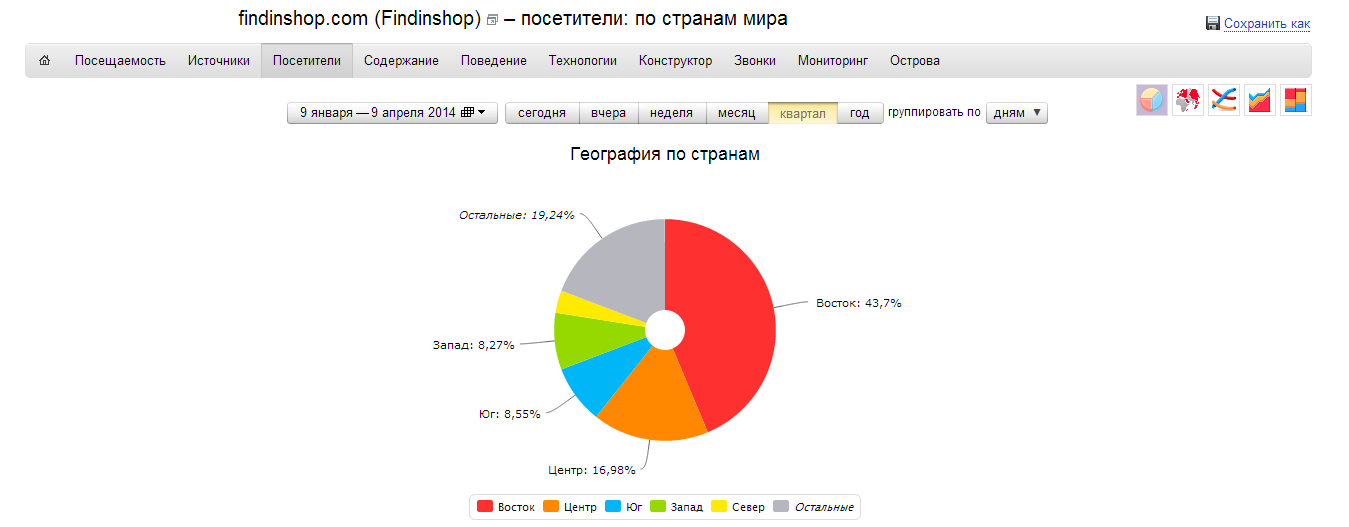 findinshop.com (Findinshop) – посетители: по странам мира
Сохранить как
Посещаемость Источники Посетители Содержание Поведение Технологии Конструктор Звонки Мониторинг Острова
9 января — 9 апреля 2014 сегодня вчера неделя месяц квартал год группировать по дням
География по странам
Остальные: 19,24%
Восток: 43,7%
Запад: 8,27%
Юг: 8,55%
Центр: 16,98%
Восток Центр Юг Запад Север Остальные